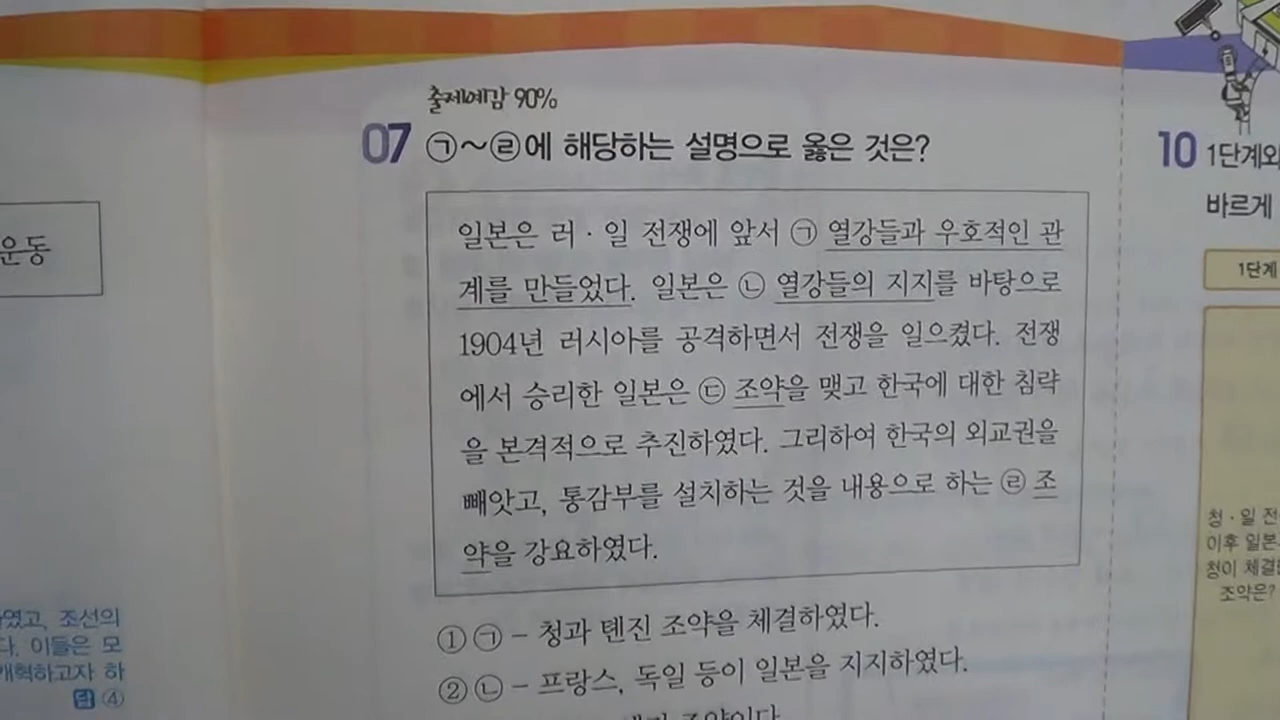 출제예감 90%
07 ㉠~㉣에 해당하는 설명으로 옳은 것은?
일본은 러·일 전쟁에 앞서 ㉠ 열강들과 우호적인 관
계를 만들었다. 일본은 ㉡ 열강들의 지지를 바탕으로
1904년 러시아를 공격하면서 전쟁을 일으켰다. 전쟁
에서 승리한 일본은 ㉢ 조약을 맺고 한국에 대한 침략
을 본격적으로 추진하였다. 그리하여 한국의 외교권을
빼앗고, 통감부를 설치하는 것을 내용으로 하는 ㉣ 조
약을 강요하였다.
① ㉠ - 청과 톈진 조약을 체결하였다.
② ㉡ - 프랑스, 독일 등이 일본을 지지하였다.
조약이다.
운동
하였고, 조선의
다. 이들은 모
개혁하고자 하
답 ④
10 1단계와
바르게
1단계
청·일 전
이후 일본
청이 체결한
조약은?